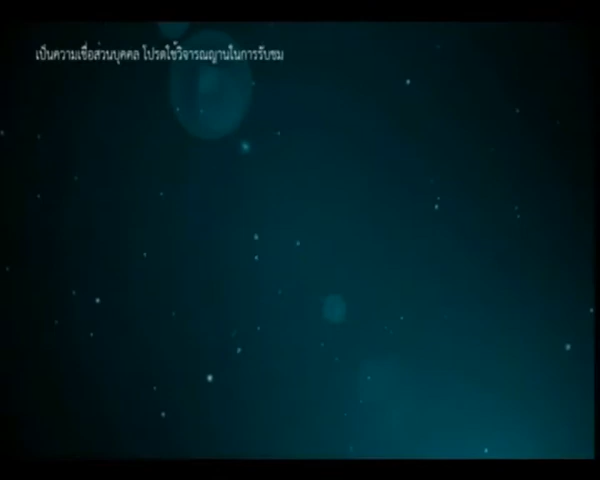 เป็นความเชื่อส่วนบุคคล โปรดใช้วิจารณญานในการรับชม